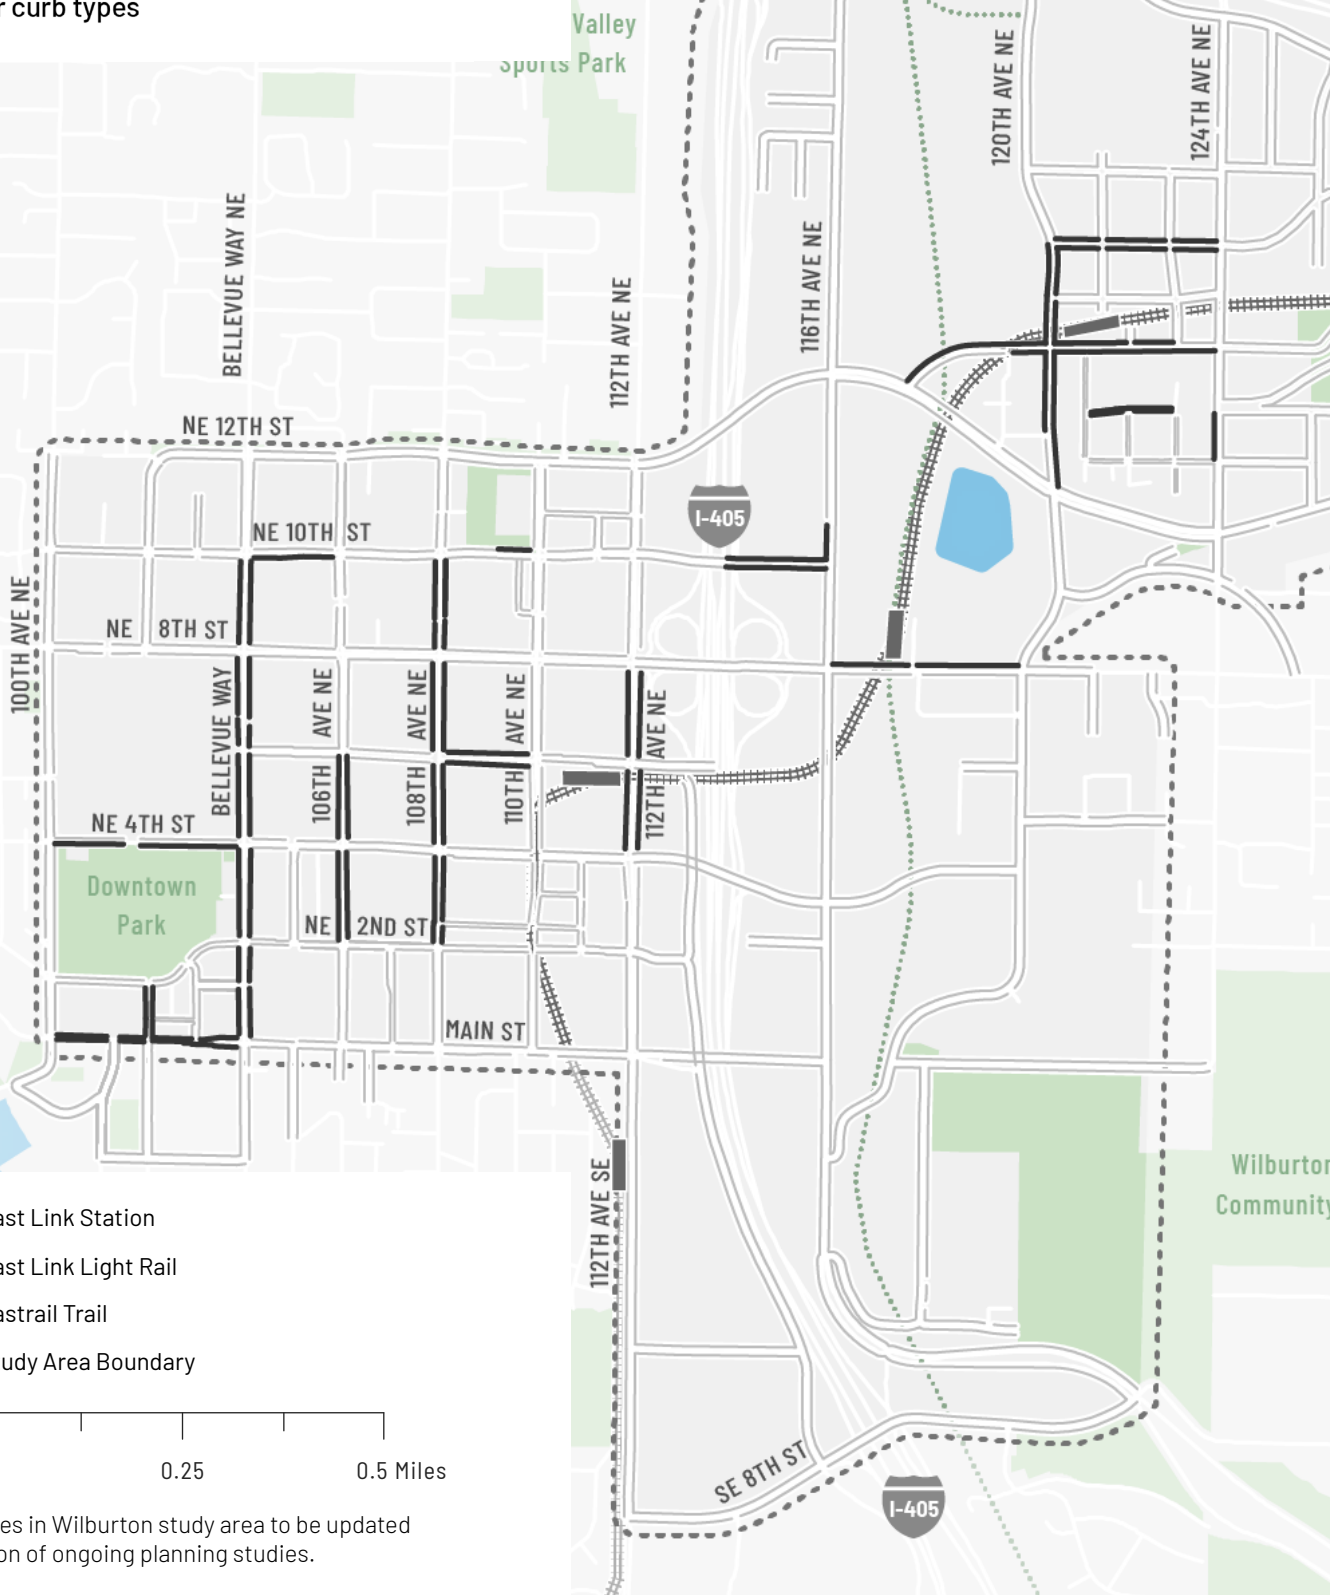 r curb types
Valley
Sports Park
120TH AVE NE
124TH AVE NE
BELLEVUE WAY NE
116TH AVE NE
112TH AVE NE
NE 12TH ST
I-405
NE 10TH ST
100TH AVE NE
NE 8TH ST
BELLEVUE WAY
106TH AVE NE
108TH AVE NE
110TH AVE NE
112TH AVE NE
NE 4TH ST
Downtown
Park
NE 2ND ST
MAIN ST
112TH AVE SE
Wilburton
Community
ast Link Station
ast Link Light Rail
astrail Trail
udy Area Boundary
0.25
0.5 Miles
SE 8TH ST
I-405
es in Wilburton study area to be updated
on of ongoing planning studies.